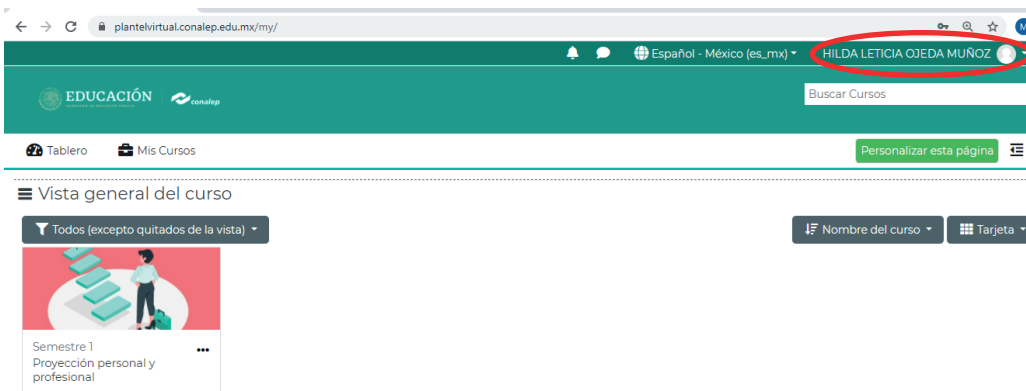 plantelvirtual.conalep.edu.mx/my/
Español - México (es_mx)
HILDA LETICIA OJEDA MUÑOZ
EDUCACIÓN
conalep
Buscar Cursos
Tablero
Mis Cursos
Personalizar esta página
Vista general del curso
Todos (excepto quitados de la vista)
Nombre del curso
Tarjeta
Semestre 1
Proyección personal y
profesional